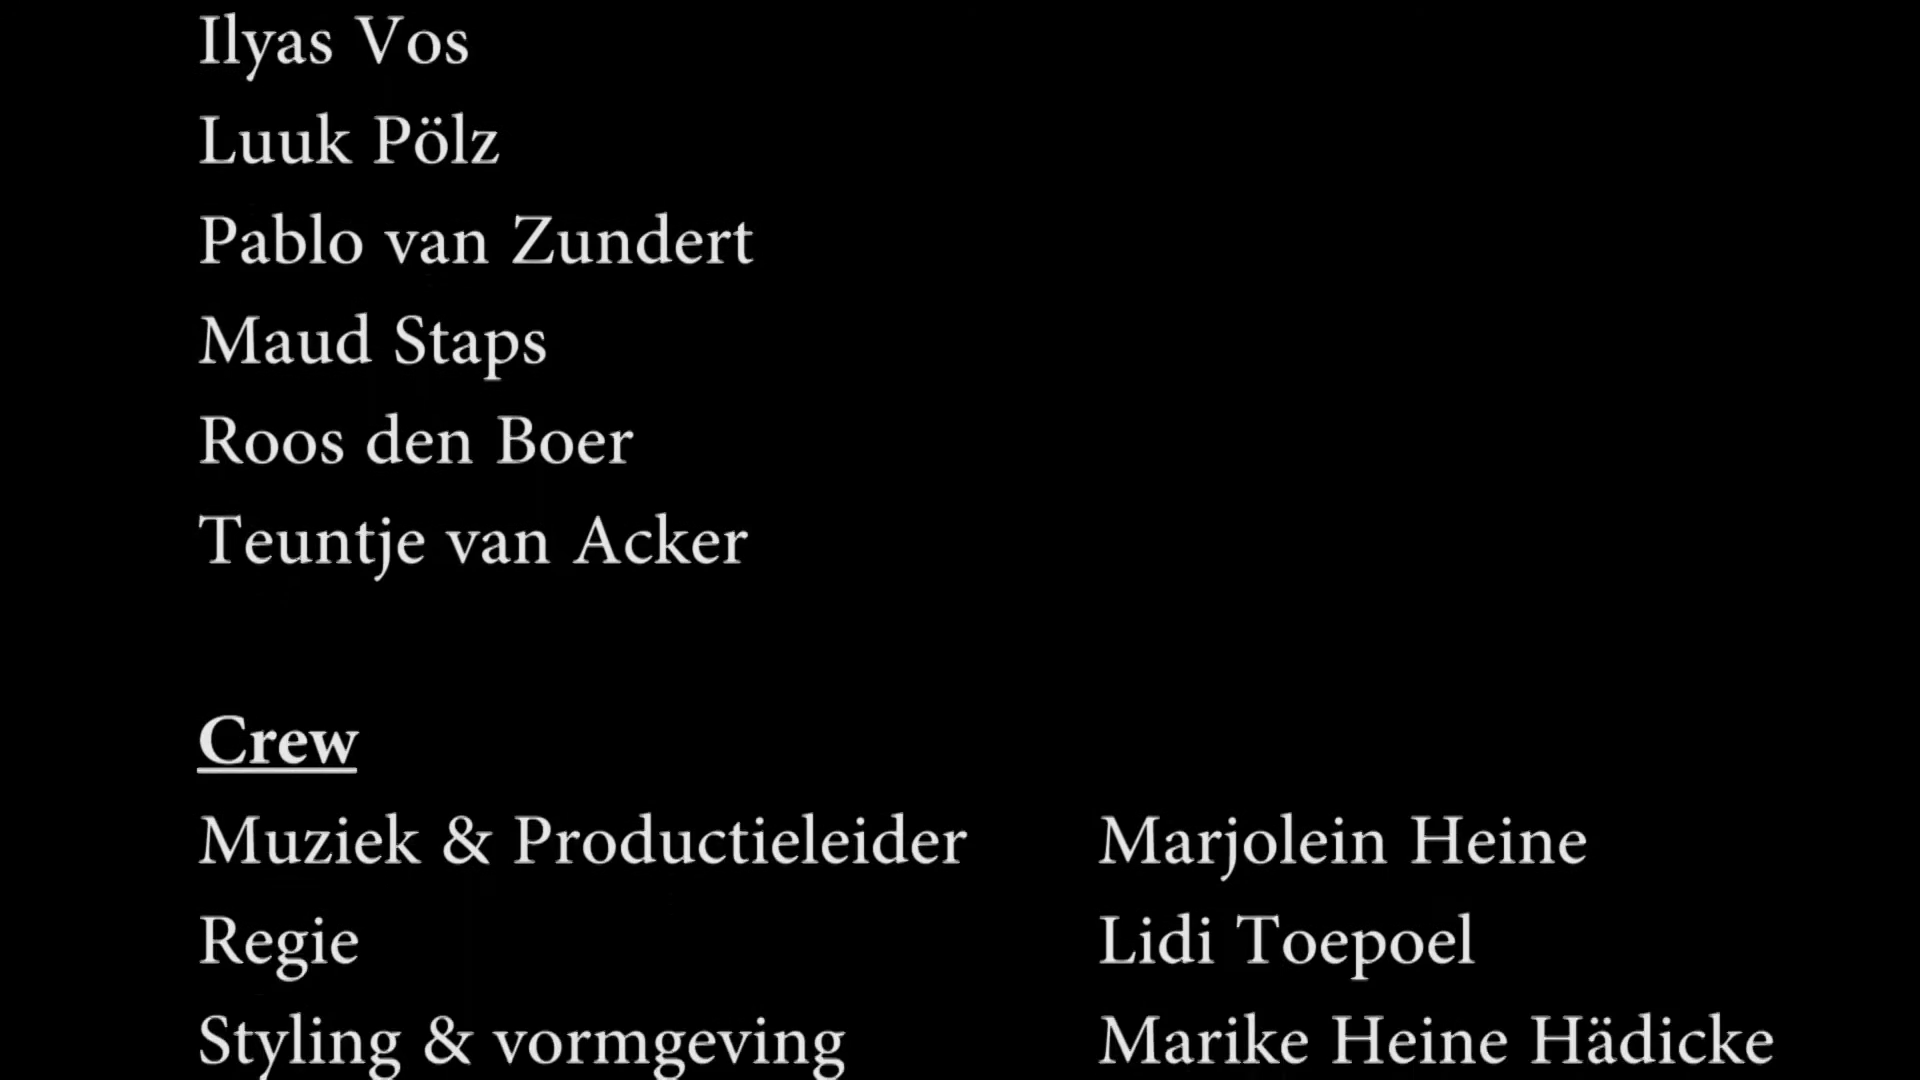 Ilyas Vos
Luuk Pölz
Pablo van Zundert
Maud Staps
Roos den Boer
Teuntje van Acker
Crew
Muziek & Productieleider Marjolein Heine
Regie Lidi Toepoel
Styling & vormgeving Marike Heine Hädicke